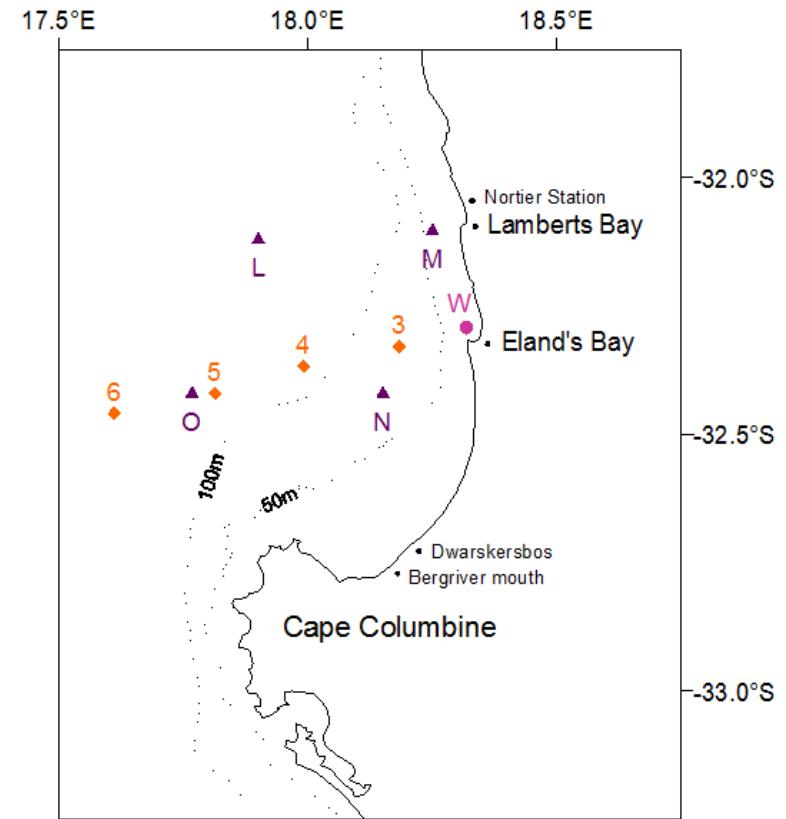 17.5°E
18.0°E
18.5°E
-32.0°S
Nortier Station
Lamberts Bay
M
L
W
3
Eland's Bay
4
5
6
O
N
-32.5°S
100m
50m
Dwarskersbos
Bergriver mouth
Cape Columbine
-33.0°S